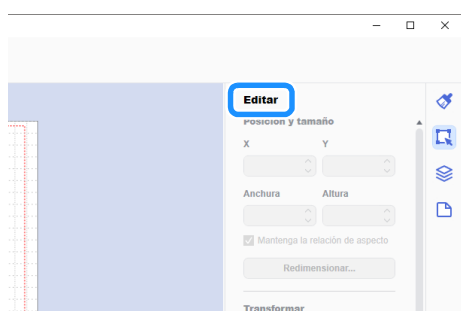 Editar
Posición y tamaño
X Y
Anchura Altura
Mantenga la relación de aspecto
Redimensionar...
Transformar